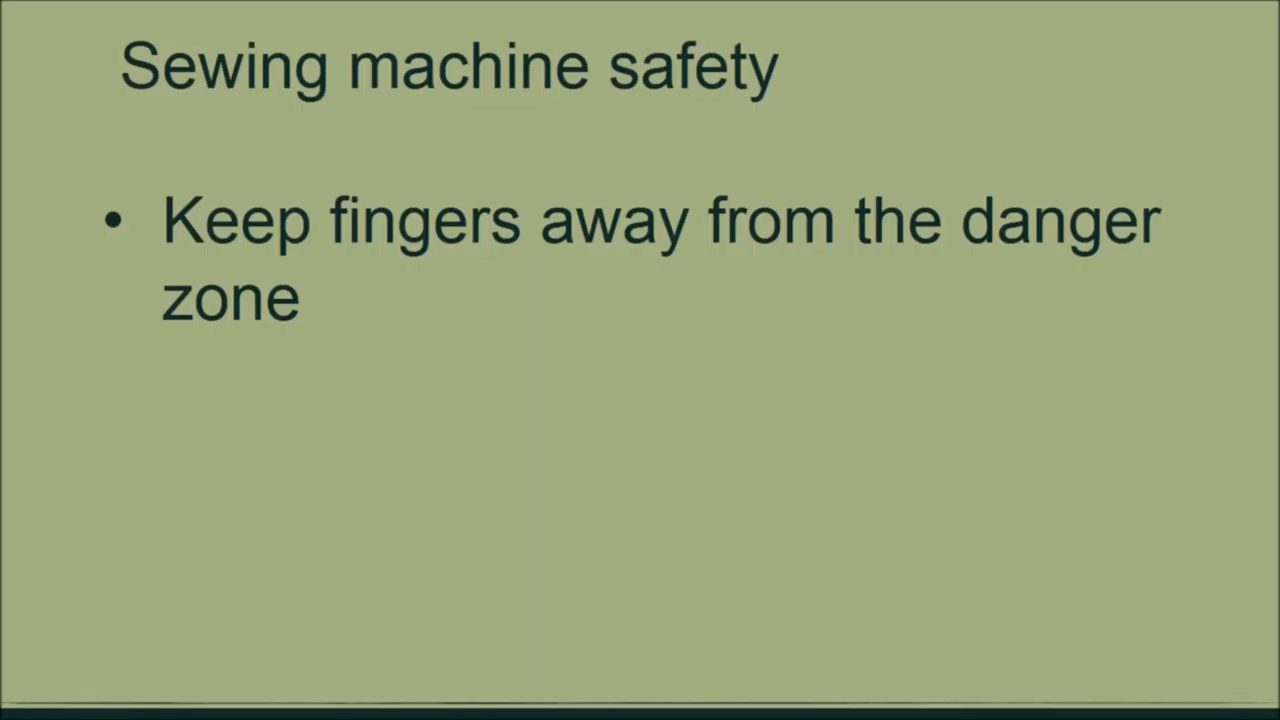 Sewing machine safety
• Keep fingers away from the danger
zone